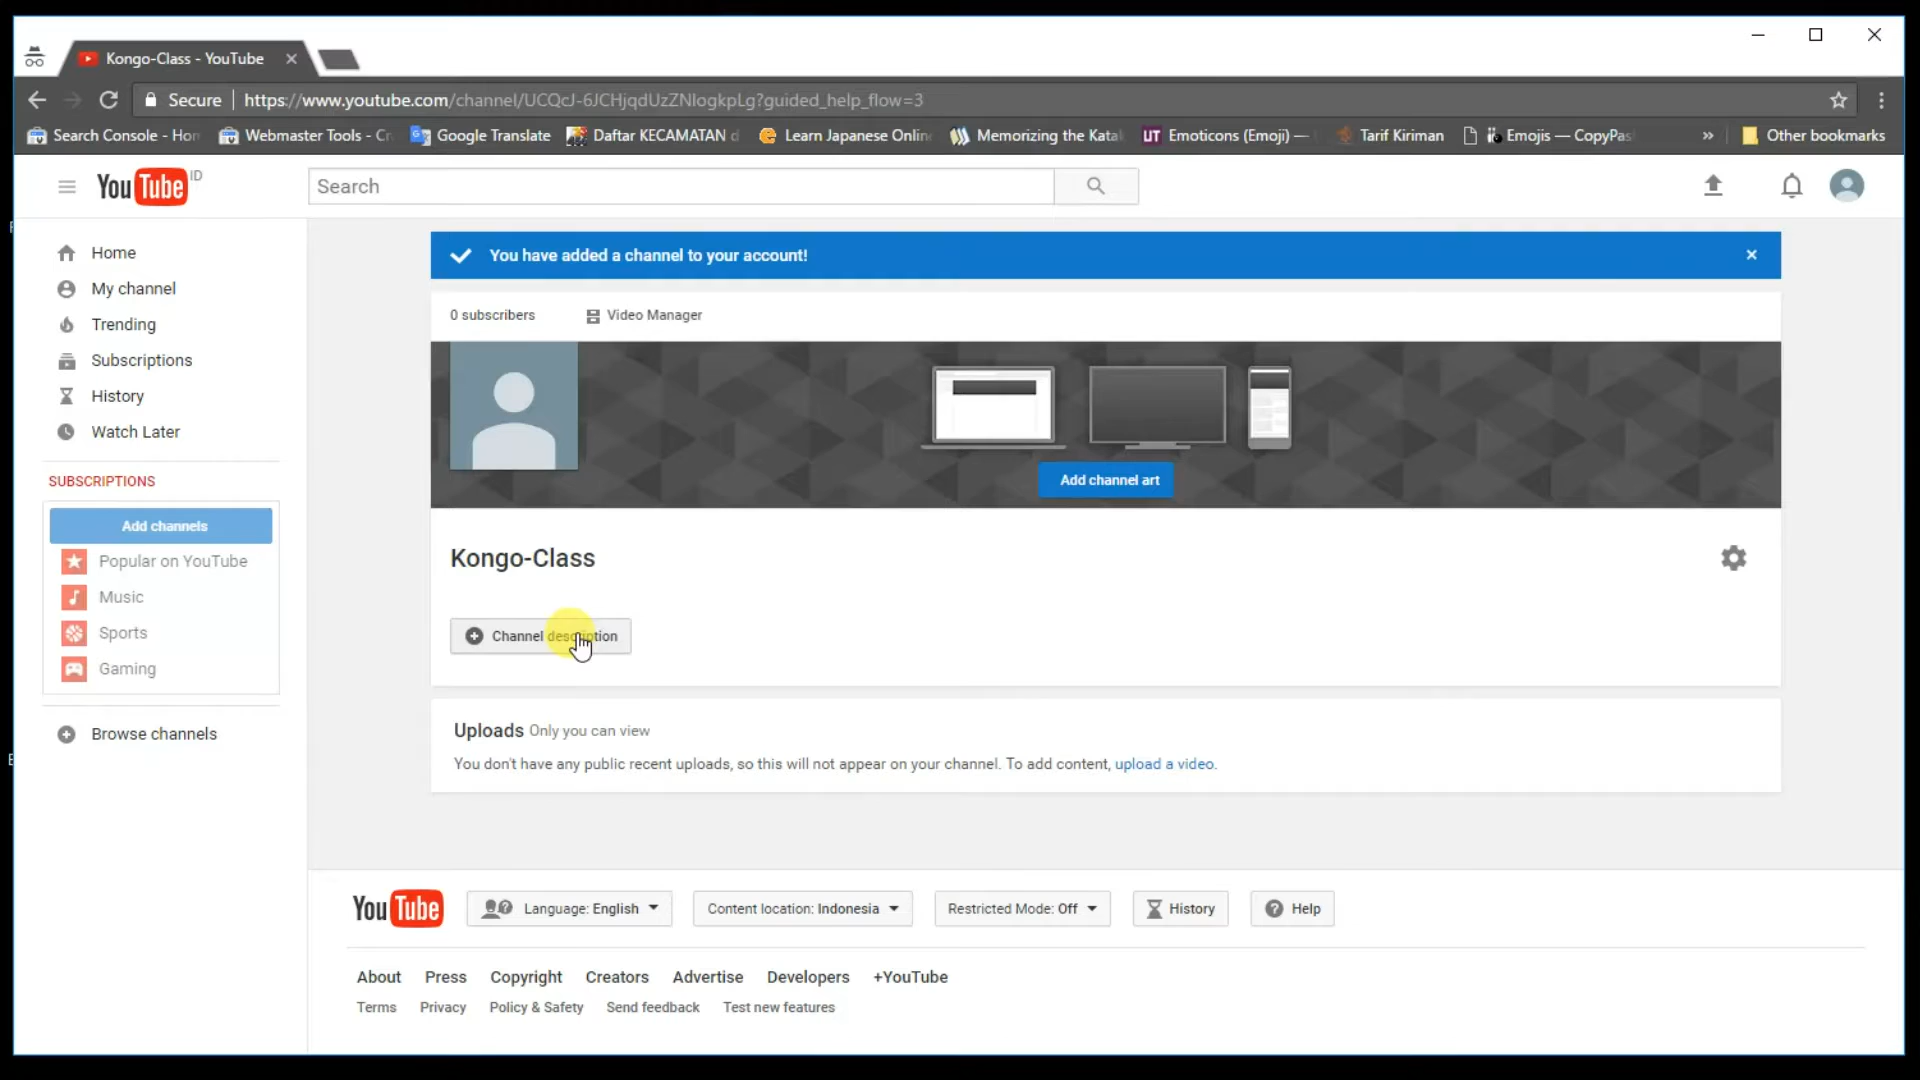 Kongo-Class - YouTube
Secure https://www.youtube.com/channel/UCQcJ-6JCHjqdUzZNlogkpLg?guided_help_flow=3
Search Console - Hon Webmaster Tools - Cr Google Translate Daftar KECAMATAN d Learn Japanese Onlin Memorizing the Kata UT Emoticons (Emoji) — Tarif Kiriman Emojis — CopyPas » Other bookmarks
YouTube ID Search
Home
My channel
Trending
Subscriptions
History
Watch Later
SUBSCRIPTIONS
Add channels
Popular on YouTube
Music
Sports
Gaming
Browse channels
You have added a channel to your account!
0 subscribers Video Manager
Add channel art
Kongo-Class
Channel description
Uploads Only you can view
You don't have any public recent uploads, so this will not appear on your channel. To add content, upload a video.
YouTube Language: English Content location: Indonesia Restricted Mode: Off History Help
About Press Copyright Creators Advertise Developers +YouTube
Terms Privacy Policy & Safety Send feedback Test new features